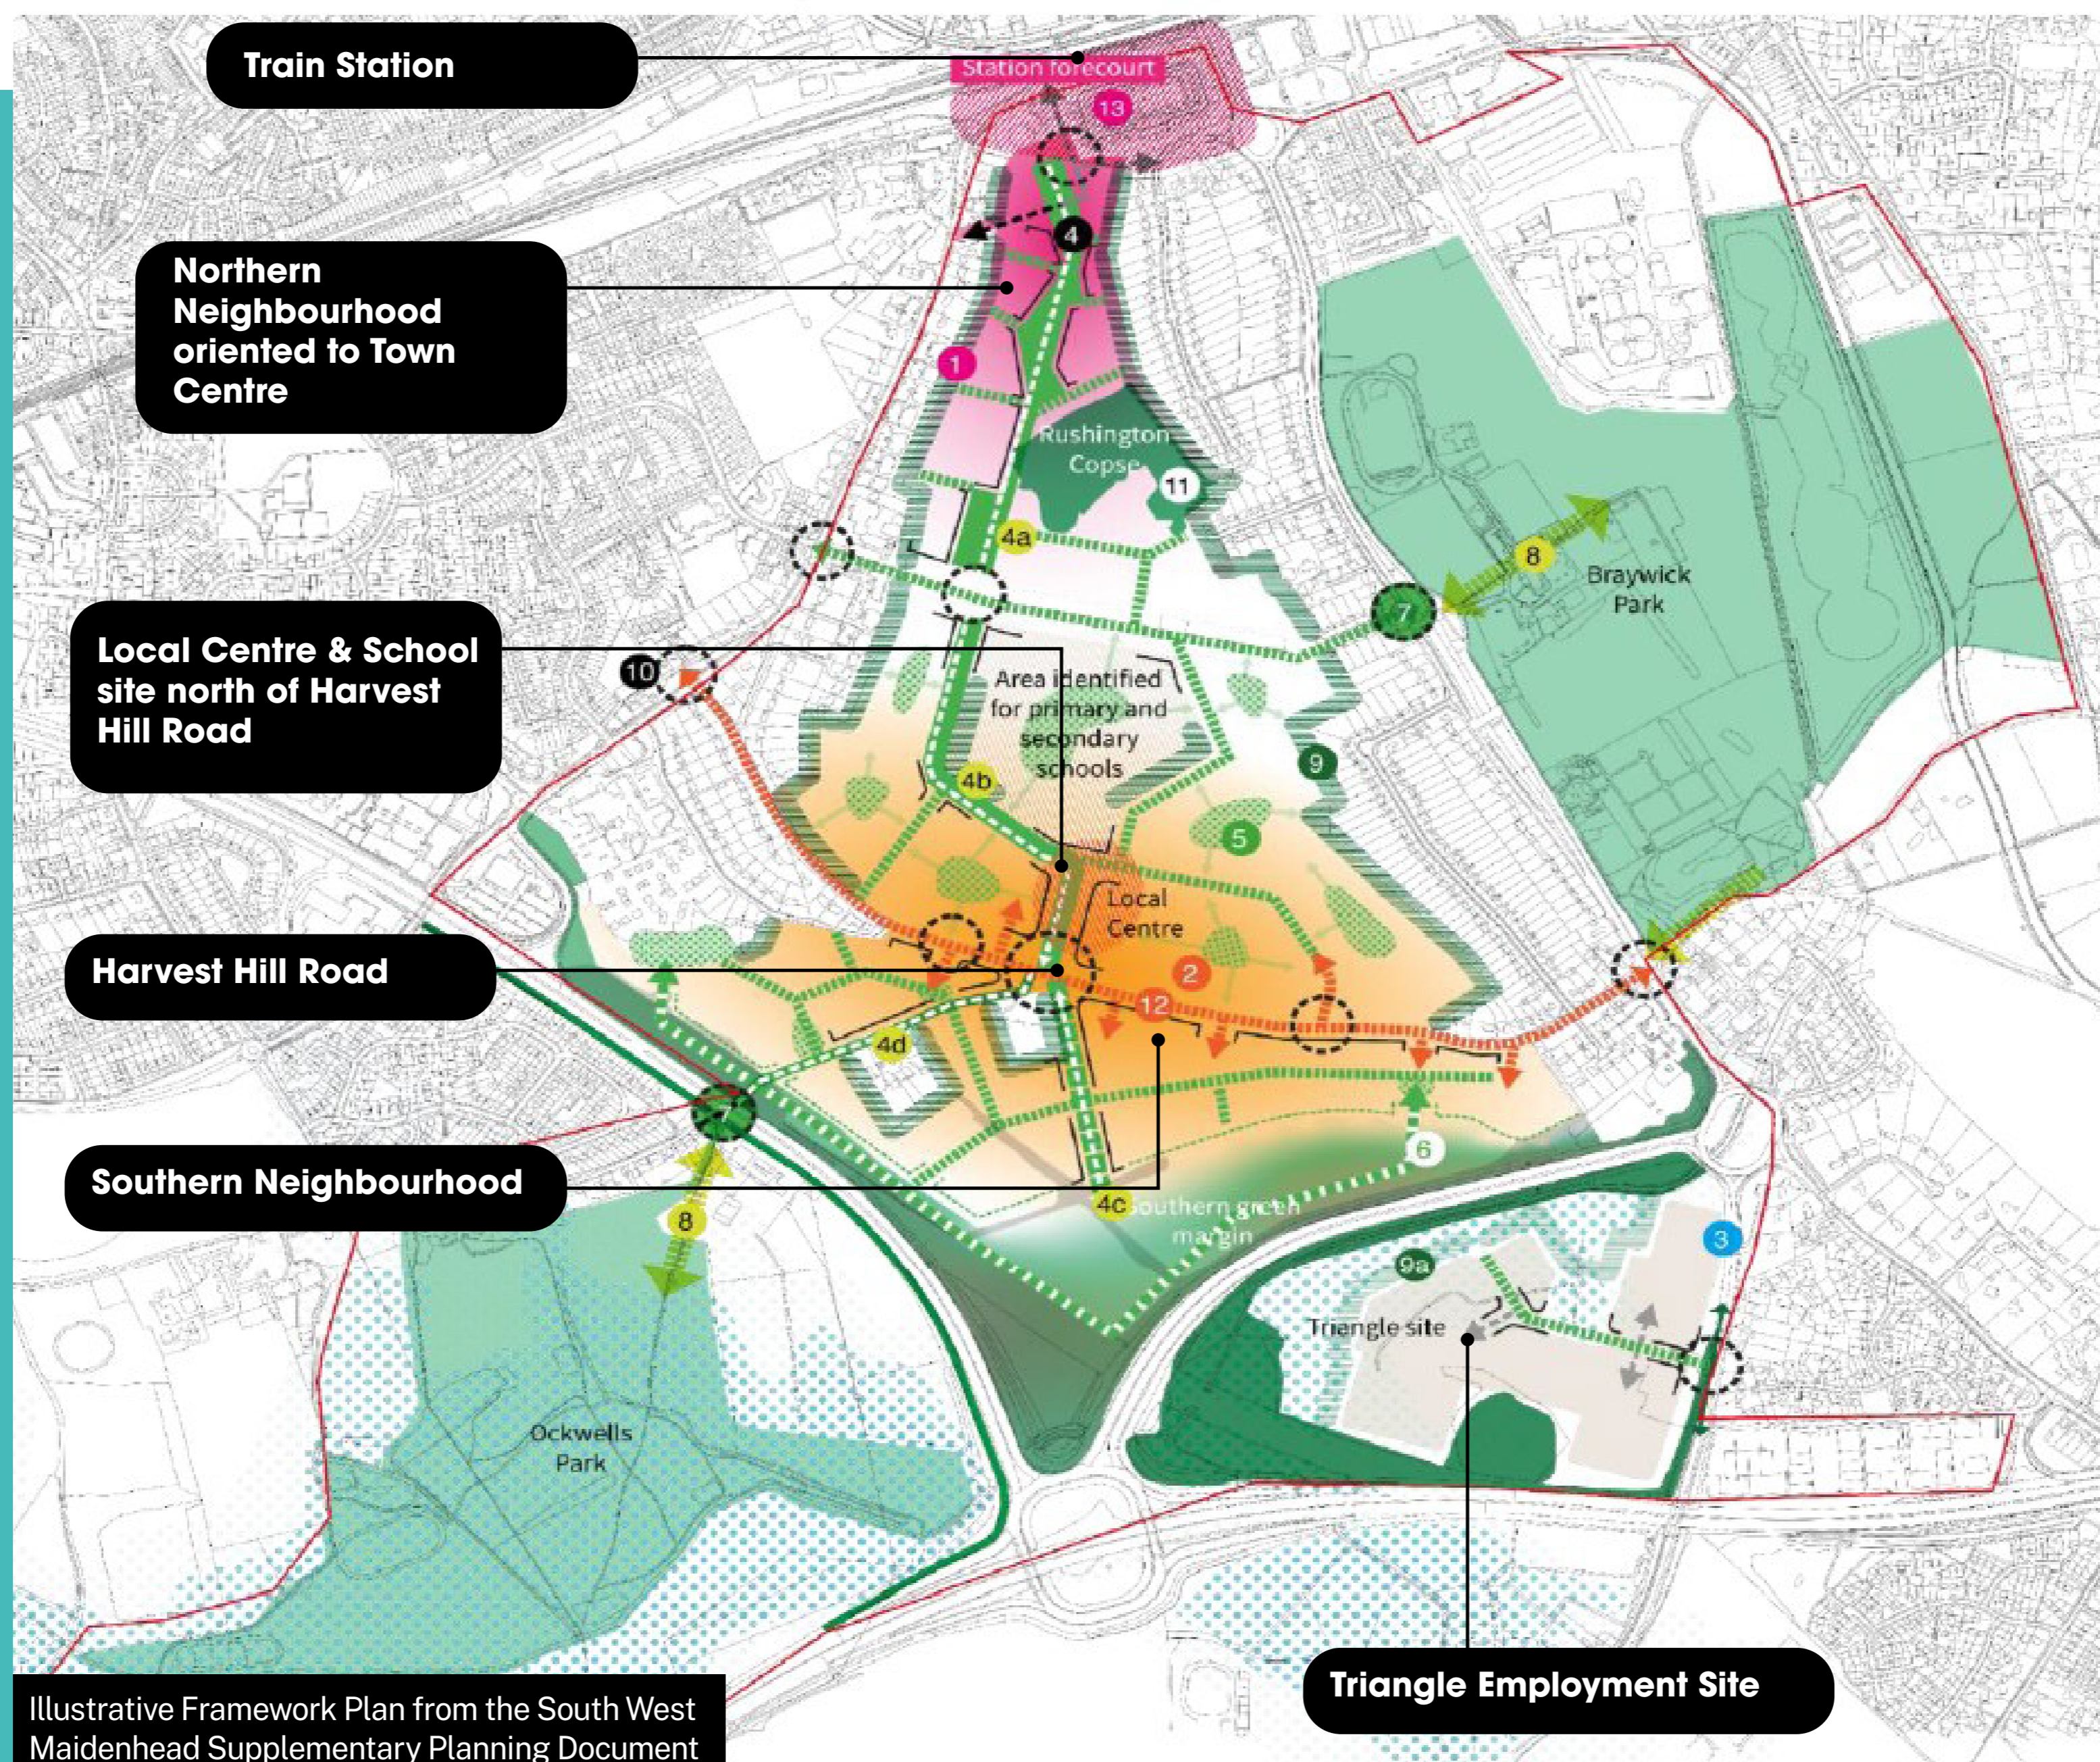 Train Station
Station forecourt
13
Northern
Neighbourhood
oriented to Town
Centre
4
1
Rushington
Copse
11
4a
8
Braywick
Park
7
Local Centre & School
site north of Harvest
Hill Road
10
Area identified
for primary and
secondary
schools
9
4b
5
Local
Centre
Harvest Hill Road
2
12
4d
7
6
Southern Neighbourhood
4c
Southern green
margin
8
3
9a
Triangle site
Ockwells
Park
Triangle Employment Site
Illustrative Framework Plan from the South West
Maidenhead Supplementary Planning Document